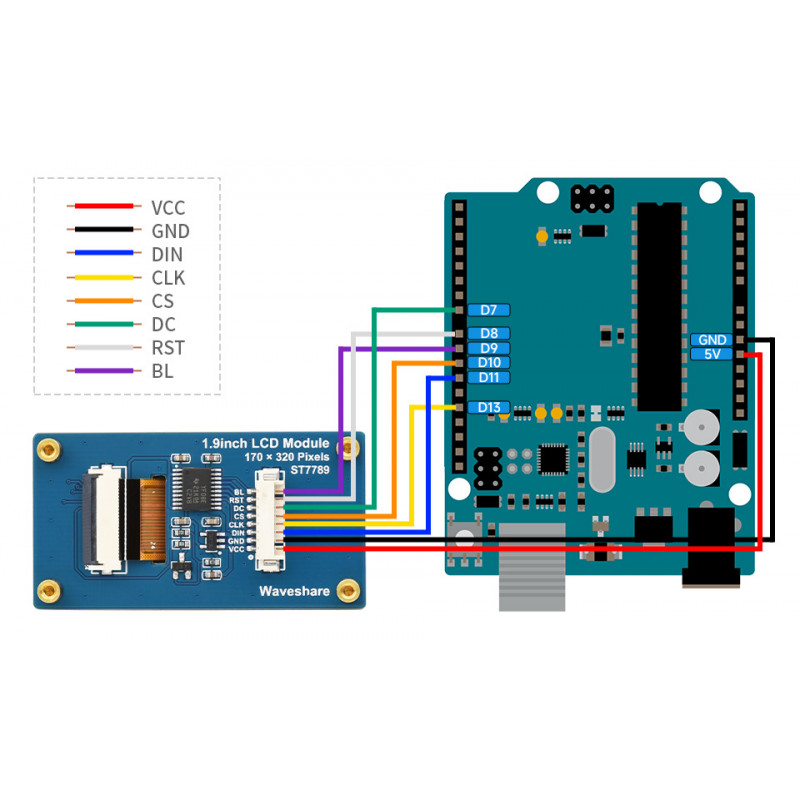 VCC
GND
DIN
CLK
CS
DC
RST
BL
D7
D8
D9
D10
D11
D13
GND
5V
1.9inch LCD Module
170 × 320 Pixels
ST7789
BL
RST
DC
CS
CLK
DIN
GND
VCC
Waveshare